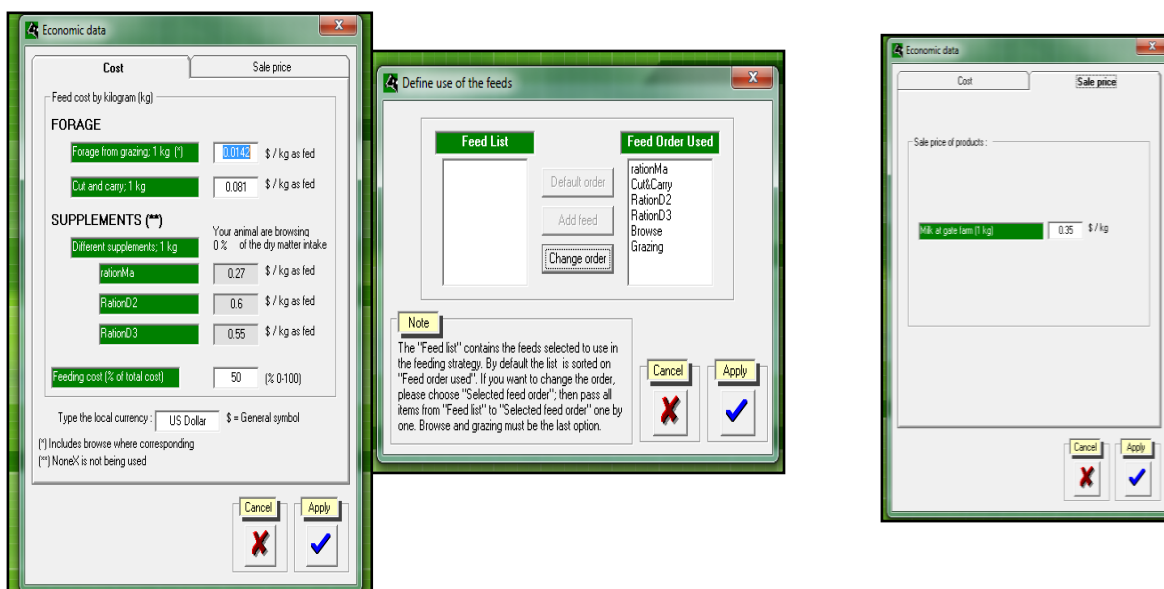 Economic data
Cost
Sale price
Feed cost by kilogram (kg)
FORAGE
Forage from grazing; 1 kg (*)
0.0142
$ / kg as fed
Cut and carry; 1 kg
0.081
$ / kg as fed
SUPPLEMENTS (**)
Your animal are browsing
0 % of the dry matter intake
Different supplements; 1 kg
rationMa
0.27
$ / kg as fed
RationD2
0.6
$ / kg as fed
RationD3
0.55
$ / kg as fed
Feeding cost (% of total cost)
50
(% 0-100)
Type the local currency :
US Dollar
$ = General symbol
(*) Includes browse where corresponding
(**) NoneX is not being used
Cancel
Apply
Define use of the feeds
Feed List
Feed Order Used
rationMa
Cut&Carry
RationD2
RationD3
Browse
Grazing
Default order
Add feed
Change order
Note
The "Feed list" contains the feeds selected to use in
the feeding strategy. By default the list is sorted on
"Feed order used". If you want to change the order,
please choose "Selected feed order"; then pass all
items from "Feed list" to "Selected feed order" one by
one. Browse and grazing must be the last option.
Cancel
Apply
Economic data
Cost
Sale price
Sale price of products :
Milk at gate farm (1 kg)
0.35
$ / kg
Cancel
Apply